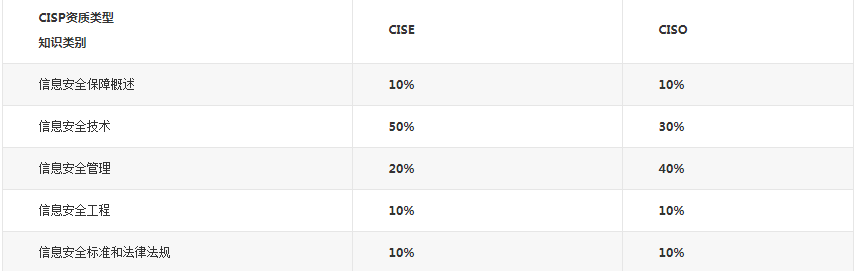 CISP资质类型
知识类别
CISE
CISO
信息安全保障概述
10%
10%
信息安全技术
50%
30%
信息安全管理
20%
40%
信息安全工程
10%
10%
信息安全标准和法律法规
10%
10%